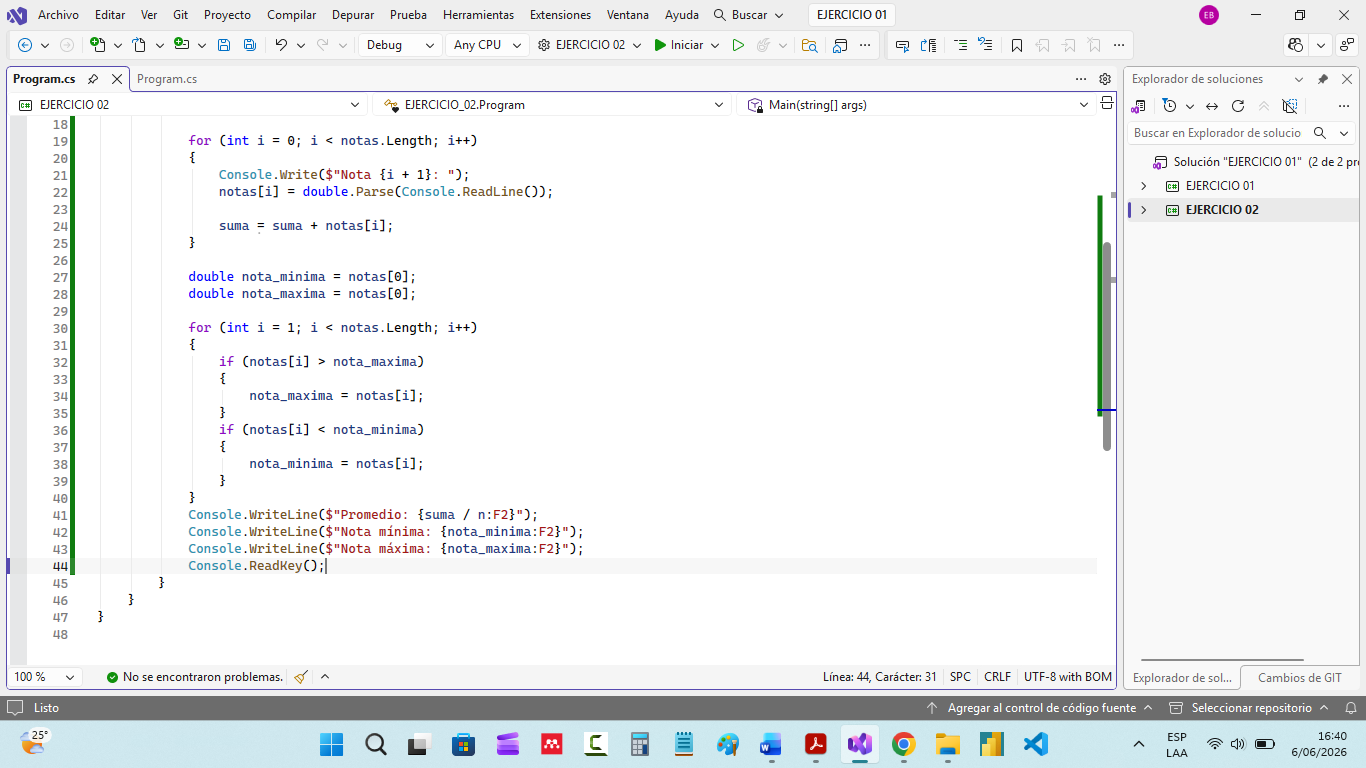 Archivo Editar Ver Git Proyecto Compilar Depurar Prueba Herramientas Extensiones Ventana Ayuda Buscar EJERCICIO 01 EB
Debug Any CPU EJERCICIO 02 Iniciar
Program.cs Program.cs
EJERCICIO 02 EJERCICIO_02.Program Main(string[] args)
18
19 for (int i = 0; i < notas.Length; i++)
20 {
21 Console.Write($"Nota {i + 1}: ");
22 notas[i] = double.Parse(Console.ReadLine());
23
24 suma = suma + notas[i];
25 }
26
27 double nota_minima = notas[0];
28 double nota_maxima = notas[0];
29
30 for (int i = 1; i < notas.Length; i++)
31 {
32 if (notas[i] > nota_maxima)
33 {
34 nota_maxima = notas[i];
35 }
36 if (notas[i] < nota_minima)
37 {
38 nota_minima = notas[i];
39 }
40 }
41 Console.WriteLine($"Promedio: {suma / n:F2}");
42 Console.WriteLine($"Nota mínima: {nota_minima:F2}");
43 Console.WriteLine($"Nota máxima: {nota_maxima:F2}");
44 Console.ReadKey();
45 }
46 }
47 }
48
100 % No se encontraron problemas. Línea: 44, Carácter: 31 SPC CRLF UTF-8 with BOM
Explorador de soluciones
Buscar en Explorador de solucio
Solución "EJERCICIO 01" (2 de 2 pro
EJERCICIO 01
EJERCICIO 02
Explorador de sol... Cambios de GIT
Listo Agregar al control de código fuente Seleccionar repositorio
25° ESP LAA 16:40 6/06/2026